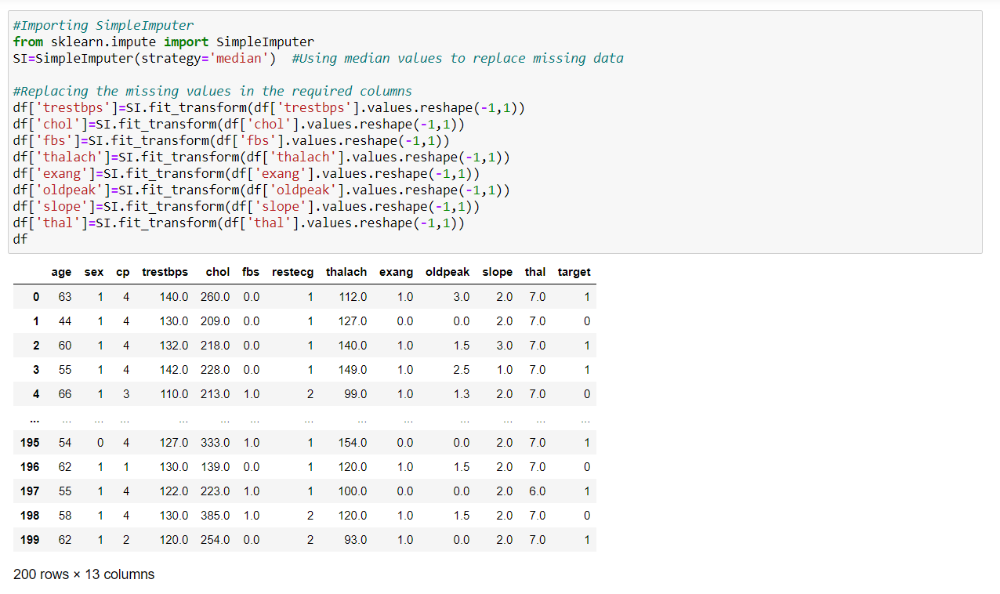 #Importing SimpleImputer
from sklearn.impute import SimpleImputer
SI=SimpleImputer(strategy='median')  #Using median values to replace missing data
#Replacing the missing values in the required columns
df['trestbps']=SI.fit_transform(df['trestbps'].values.reshape(-1,1))
df['chol']=SI.fit_transform(df['chol'].values.reshape(-1,1))
df['fbs']=SI.fit_transform(df['fbs'].values.reshape(-1,1))
df['thalach']=SI.fit_transform(df['thalach'].values.reshape(-1,1))
df['exang']=SI.fit_transform(df['exang'].values.reshape(-1,1))
df['oldpeak']=SI.fit_transform(df['oldpeak'].values.reshape(-1,1))
df['slope']=SI.fit_transform(df['slope'].values.reshape(-1,1))
df['thal']=SI.fit_transform(df['thal'].values.reshape(-1,1))
df
age sex cp trestbps chol fbs restecg thalach exang oldpeak slope thal target
0 63 1 4 140.0 260.0 0.0 1 112.0 1.0 3.0 2.0 7.0 1
1 44 1 4 130.0 209.0 0.0 1 127.0 0.0 0.0 2.0 7.0 0
2 60 1 4 132.0 218.0 0.0 1 140.0 1.0 1.5 3.0 7.0 1
3 55 1 4 142.0 228.0 0.0 1 149.0 1.0 2.5 1.0 7.0 1
4 66 1 3 110.0 213.0 1.0 2 99.0 1.0 1.3 2.0 7.0 0
... ... ... ... ... ... ... ... ... ... ... ... ... ...
195 54 0 4 127.0 333.0 1.0 1 154.0 0.0 0.0 2.0 7.0 1
196 62 1 1 130.0 139.0 0.0 1 120.0 1.0 1.5 2.0 7.0 0
197 55 1 4 122.0 223.0 1.0 1 100.0 0.0 0.0 2.0 6.0 1
198 58 1 4 130.0 385.0 1.0 2 120.0 1.0 1.5 2.0 7.0 0
199 62 1 2 120.0 254.0 0.0 2 93.0 1.0 0.0 2.0 7.0 1
200 rows × 13 columns